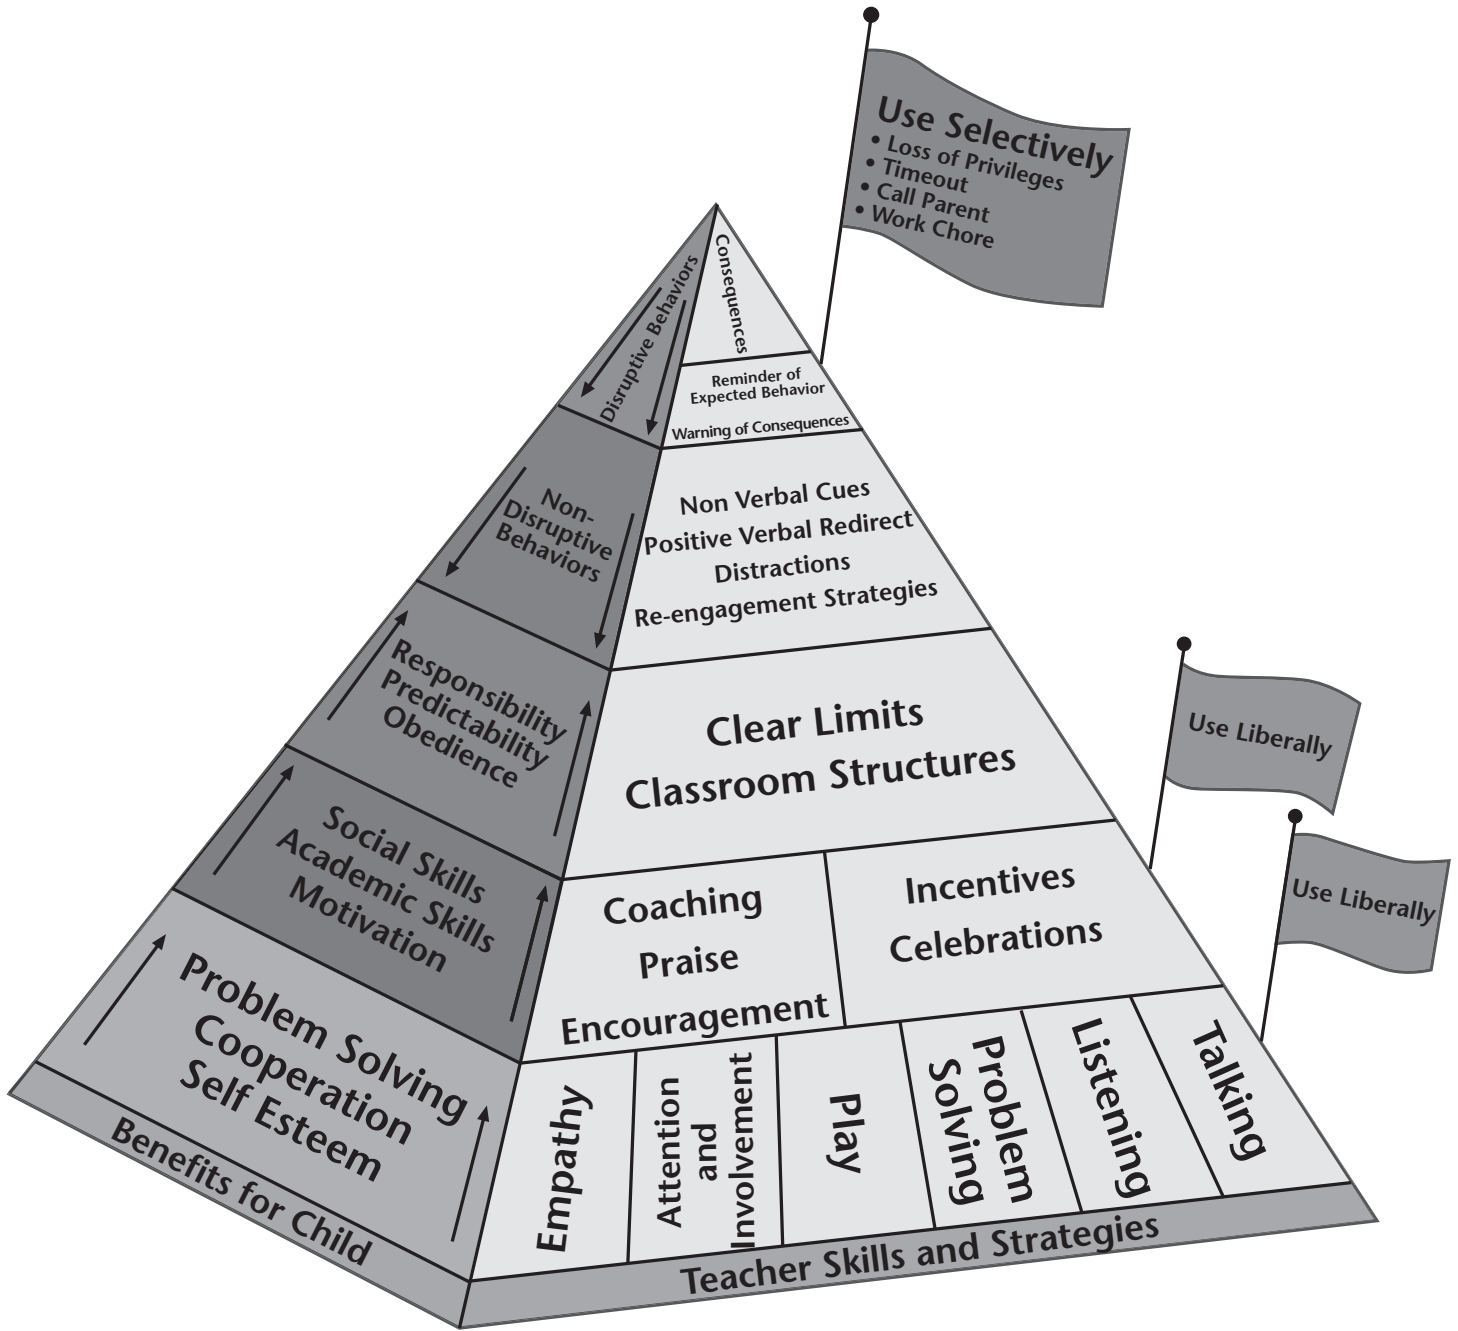 Use Selectively
• Loss of Privileges
• Timeout
• Call Parent
• Work Chore
Disruptive Behaviors
Consequences
Reminder of
Expected Behavior
Warning of Consequences
Non-
Disruptive
Behaviors
Non Verbal Cues
Positive Verbal Redirect
Distractions
Re-engagement Strategies
Responsibility
Predictability
Obedience
Clear Limits
Classroom Structures
Use Liberally
Social Skills
Academic Skills
Motivation
Coaching
Praise
Encouragement
Incentives
Celebrations
Use Liberally
Problem Solving
Cooperation
Self Esteem
Empathy
Attention
and
Involvement
Play
Problem
Solving
Listening
Talking
Benefits for Child
Teacher Skills and Strategies